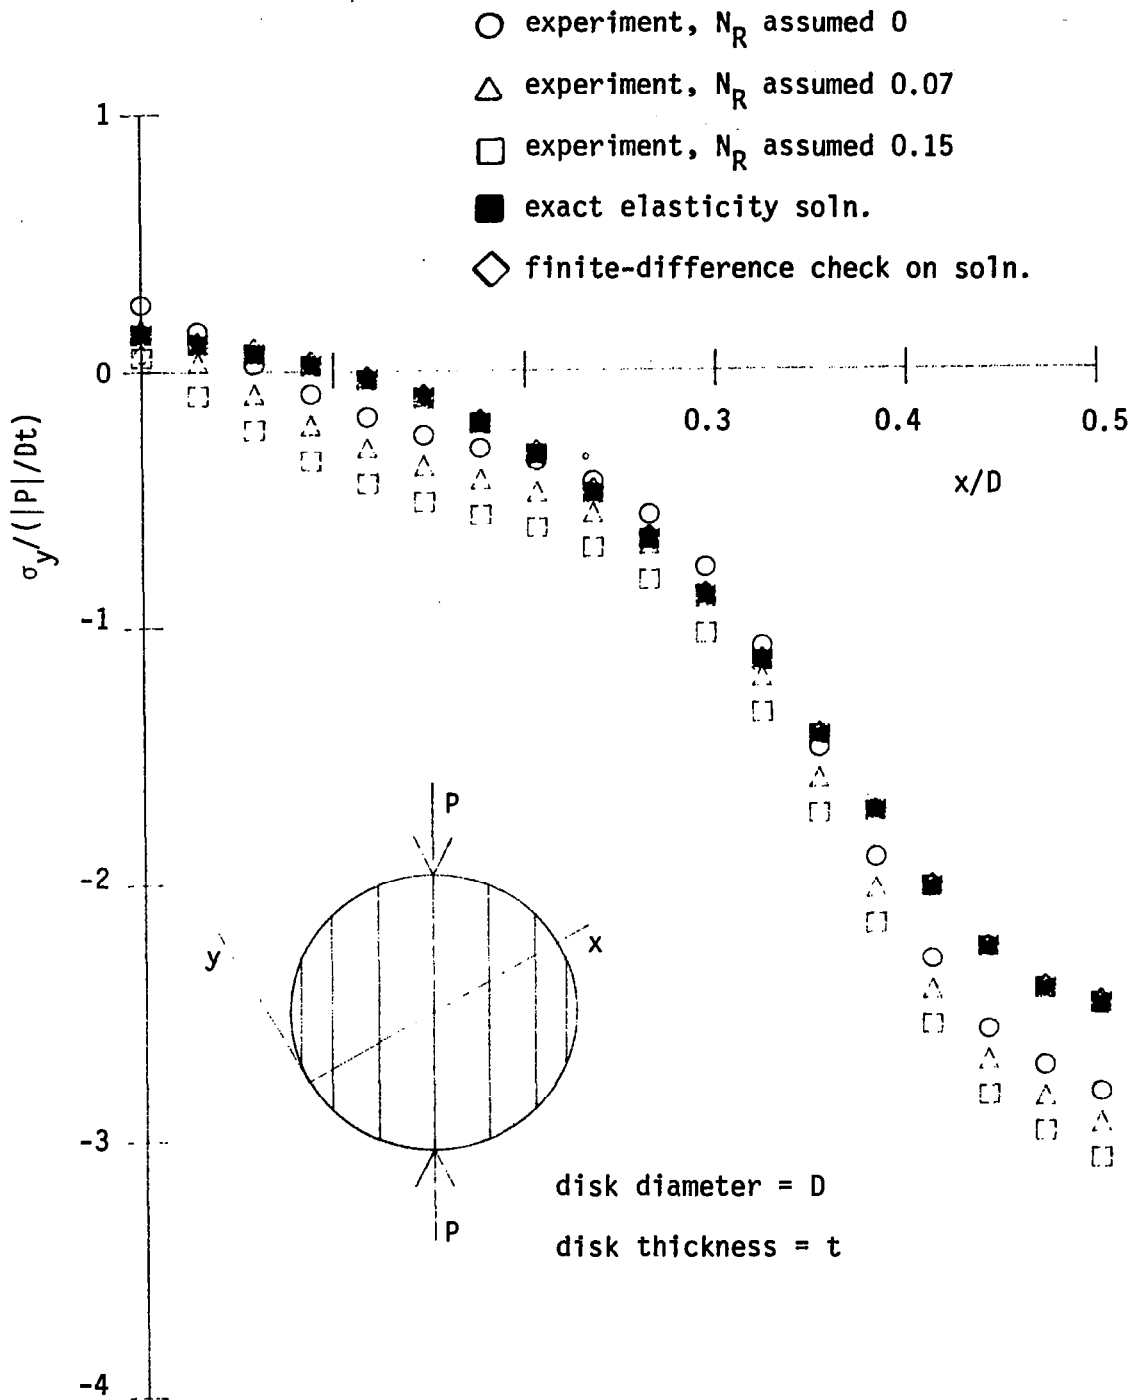 experiment, N_R assumed 0
experiment, N_R assumed 0.07
experiment, N_R assumed 0.15
exact elasticity soln.
finite-difference check on soln.
1
0
-1
-2
-3
-4
σ_y/(|P|/Dt)
0.3 0.4 0.5
x/D
P
y
x
P
disk diameter = D
disk thickness = t